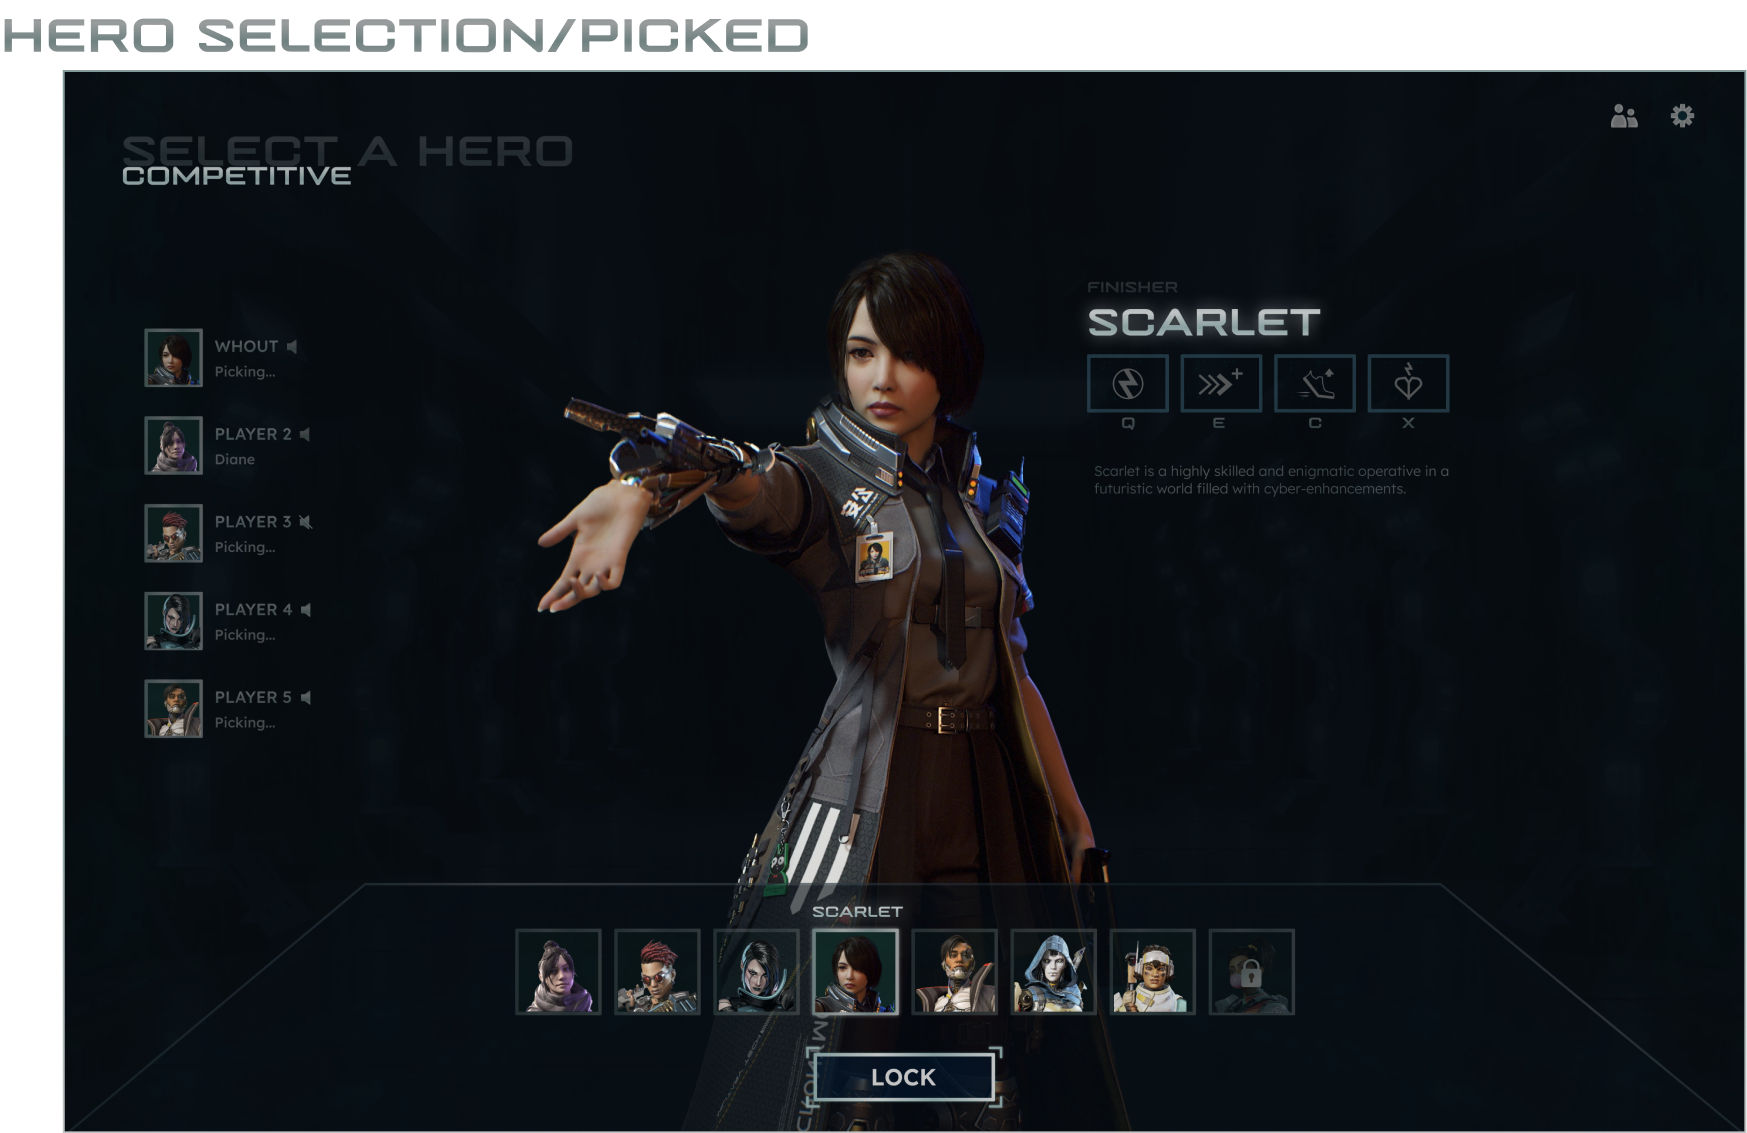 HERO SELECTION/PICKED
SELECT A HERO
COMPETITIVE
WHOUT
Picking...
PLAYER 2
Diane
PLAYER 3
Picking...
PLAYER 4
Picking...
PLAYER 5
Picking...
FINISHER
SCARLET
Q E C X
Scarlet is a highly skilled and enigmatic operative in a
futuristic world filled with cyber-enhancements.
SCARLET
LOCK